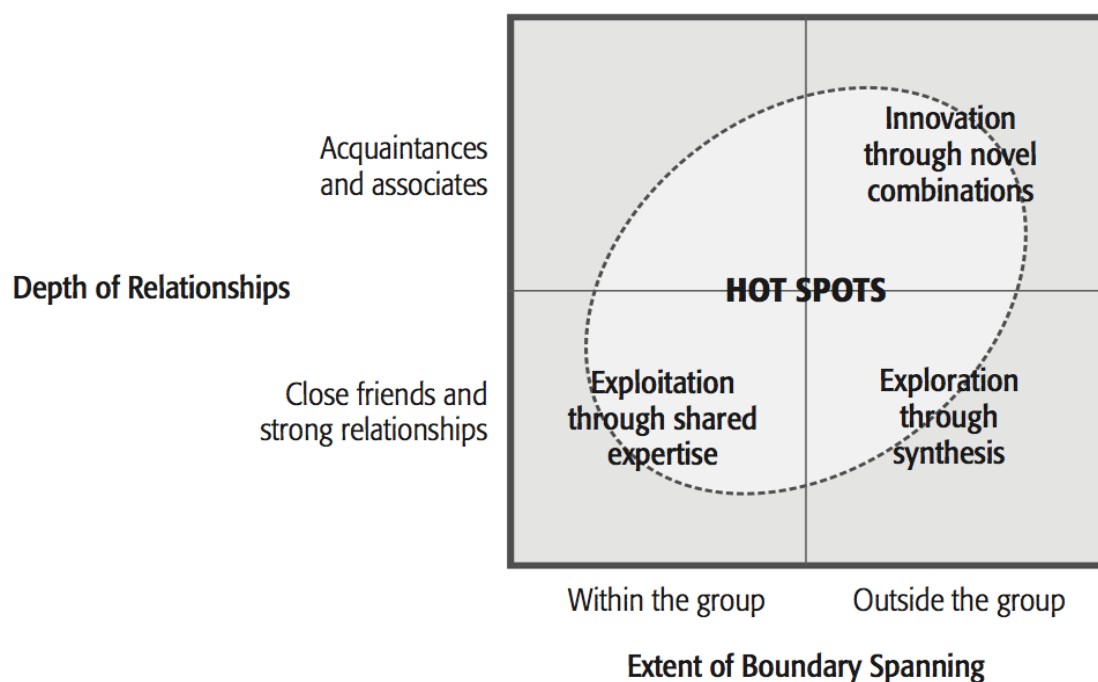 Acquaintances
and associates
Innovation
through novel
combinations
Depth of Relationships
HOT SPOTS
Close friends and
strong relationships
Exploitation
through shared
expertise
Exploration
through
synthesis
Within the group
Outside the group
Extent of Boundary Spanning